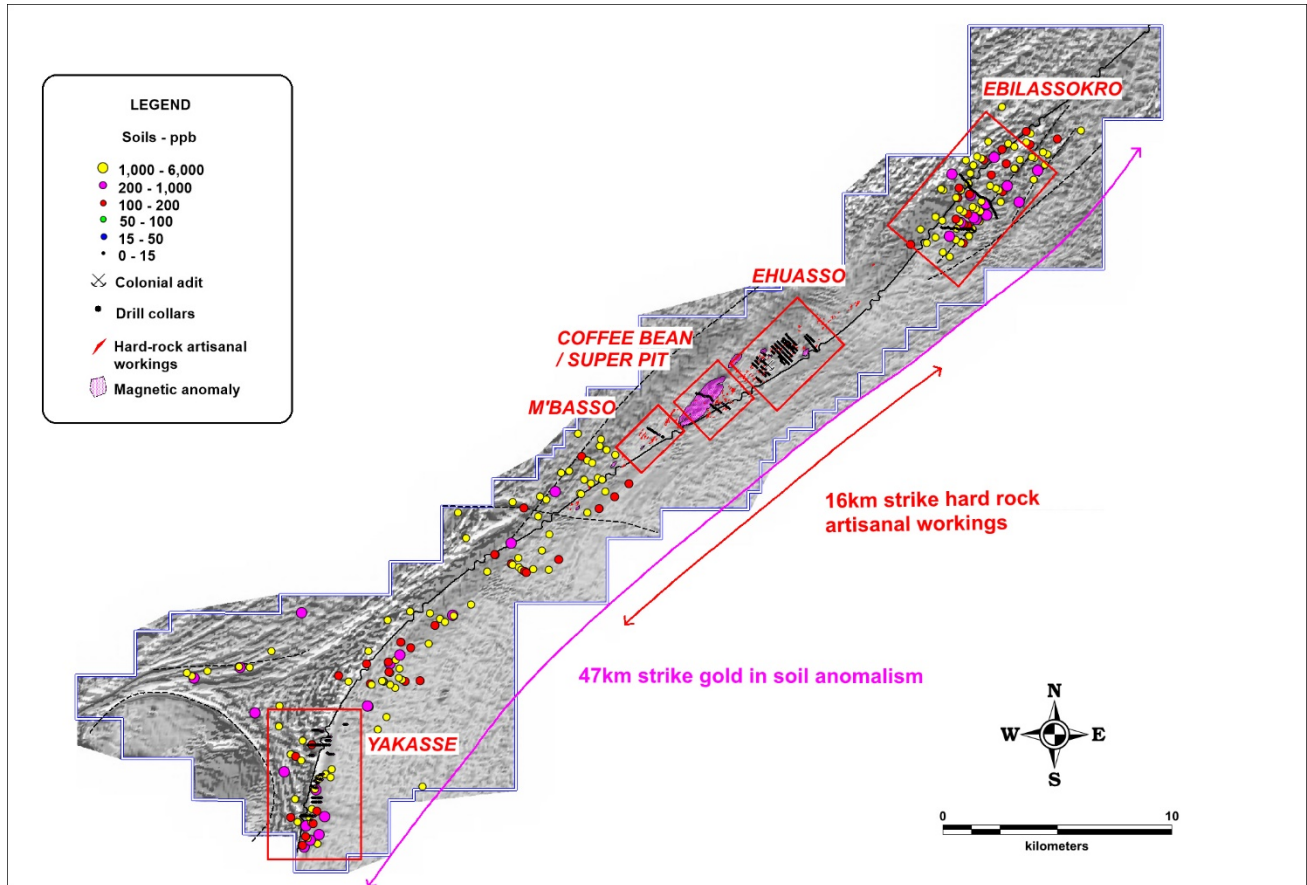 LEGEND
Soils - ppb
1,000 - 6,000
200 - 1,000
100 - 200
50 - 100
15 - 50
0 - 15
Colonial adit
Drill collars
Hard-rock artisanal
workings
Magnetic anomaly
EBILASSOKRO
EHUASSO
COFFEE BEAN
/ SUPER PIT
M'BASSO
16km strike hard rock
artisanal workings
47km strike gold in soil anomalism
YAKASSE
N
W
E
S
0
10
kilometers